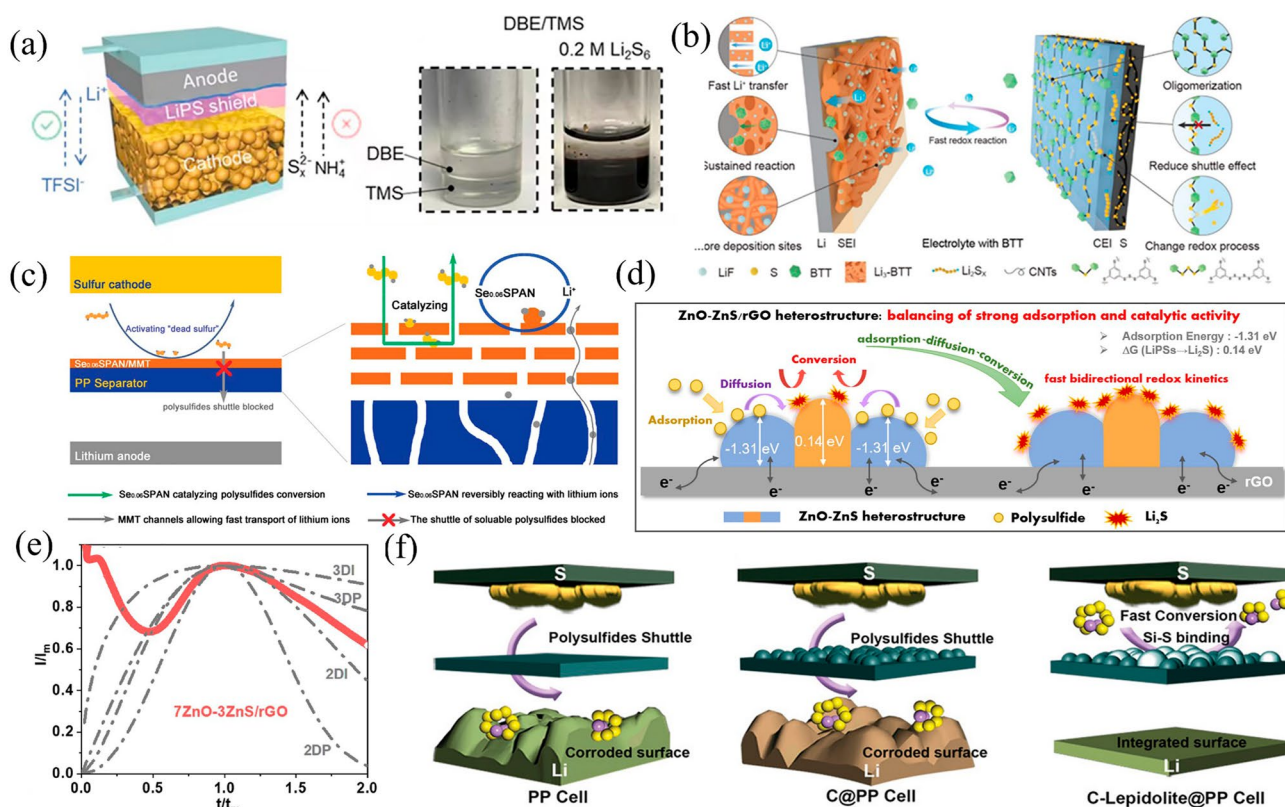 (a)
Anode
LiPS shield
Cathode
Li⁺
TFSI⁻
Sₓ²⁻ NH₄⁺
DBE/TMS
0.2 M Li₂S₆
DBE
TMS
(b)
Fast Li⁺ transfer
Sustained reaction
ore deposition sites
Li⁺
Li SEI
Fast redox reaction
Electrolyte with BTT
Oligomerization
Reduce shuttle effect
Change redox process
CEI S
LiF S BTT Li₃-BTT Li₂Sₓ CNTs
(c)
Sulfur cathode
Activating "dead sulfur"
Se₀.₀₆SPAN/MMT
PP Separator
polysulfides shuttle blocked
Lithium anode
Catalyzing
Se₀.₀₆SPAN
Li⁺
Se₀.₀₆SPAN catalyzing polysulfides conversion
Se₀.₀₆SPAN reversibly reacting with lithium ions
MMT channels allowing fast transport of lithium ions
The shuttle of soluable polysulfides blocked
(d)
ZnO-ZnS/rGO heterostructure: balancing of strong adsorption and catalytic activity
➢ Adsorption Energy : -1.31 eV
➢ ΔG (LiPSs→Li₂S) : 0.14 eV
adsorption-diffusion-conversion
Conversion
Diffusion
Adsorption
fast bidirectional redox kinetics
-1.31 eV
0.14 eV
-1.31 eV
e⁻ e⁻ e⁻ e⁻ e⁻ e⁻ e⁻ e⁻
rGO
ZnO-ZnS heterostructure
Polysulfide
Li₂S
(e)
I/Iₘ
1.0
0.8
0.6
0.4
0.2
0.0
0.0 0.5 1.0 1.5 2.0
3DI
3DP
2DI
2DP
7ZnO-3ZnS/rGO
(f)
S
Polysulfides Shuttle
Corroded surface
Li
PP Cell
S
Polysulfides Shuttle
Corroded surface
Li
C@PP Cell
S
Fast Conversion
Si-S binding
Integrated surface
Li
C-Lepidolite@PP Cell